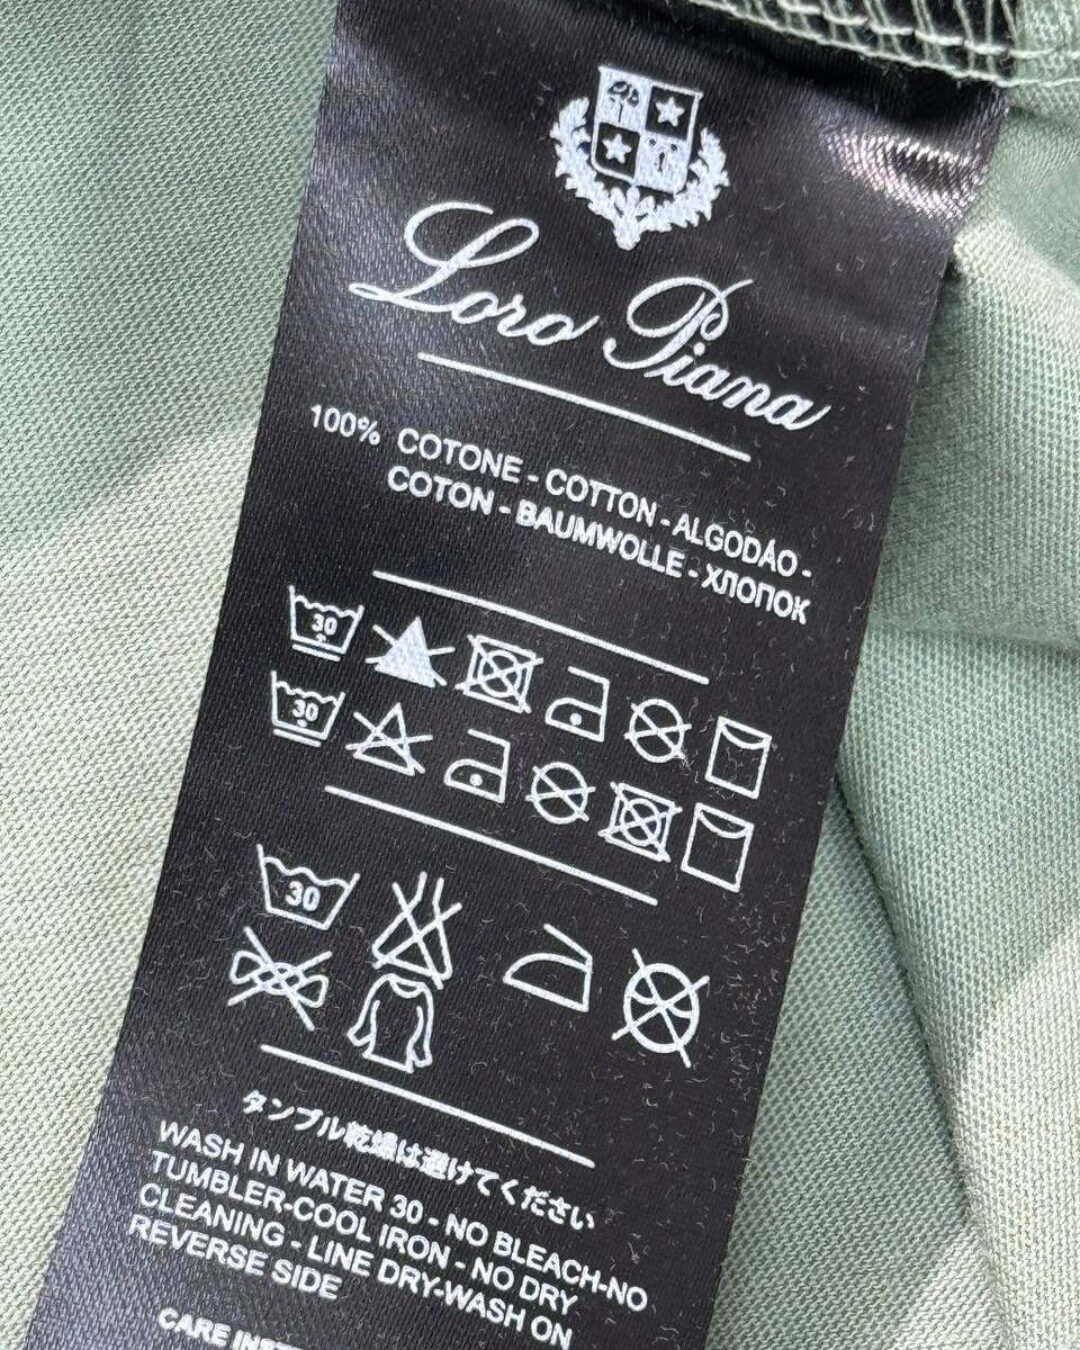 Loro Piana
100% COTONE - COTTON - ALGODÁO -
COTON - BAUMWOLLE - ХЛОПОК
30
30
30
タンブル乾燥は避けてください
WASH IN WATER 30 - NO BLEACH-NO
TUMBLER-COOL IRON - NO DRY
CLEANING - LINE DRY-WASH ON
REVERSE SIDE
CARE